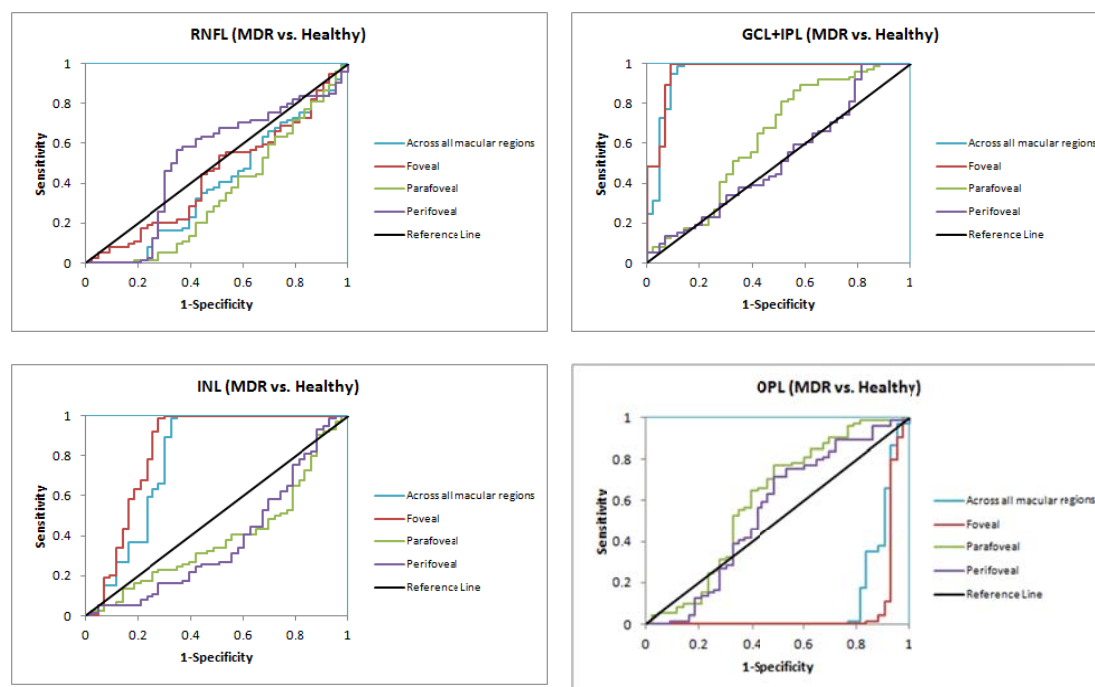 RNFL (MDR vs. Healthy)
1
0.8
0.6
0.4
0.2
0
Sensitivity
0 0.2 0.4 0.6 0.8 1
1-Specificity
Across all macular regions
Foveal
Parafoveal
Perifoveal
Reference Line
GCL+IPL (MDR vs. Healthy)
1
0.8
0.6
0.4
0.2
0
Sensitivity
0 0.2 0.4 0.6 0.8 1
1-Specificity
Across all macular regions
Foveal
Parafoveal
Perifoveal
Reference Line
INL (MDR vs. Healthy)
1
0.8
0.6
0.4
0.2
0
Sensitivity
0 0.2 0.4 0.6 0.8 1
1-Specificity
Across all macular regions
Foveal
Parafoveal
Perifoveal
Reference Line
OPL (MDR vs. Healthy)
1
0.8
0.6
0.4
0.2
0
Sensitivity
0 0.2 0.4 0.6 0.8 1
1-Specificity
Across all macular regions
Foveal
Parafoveal
Perifoveal
Reference Line